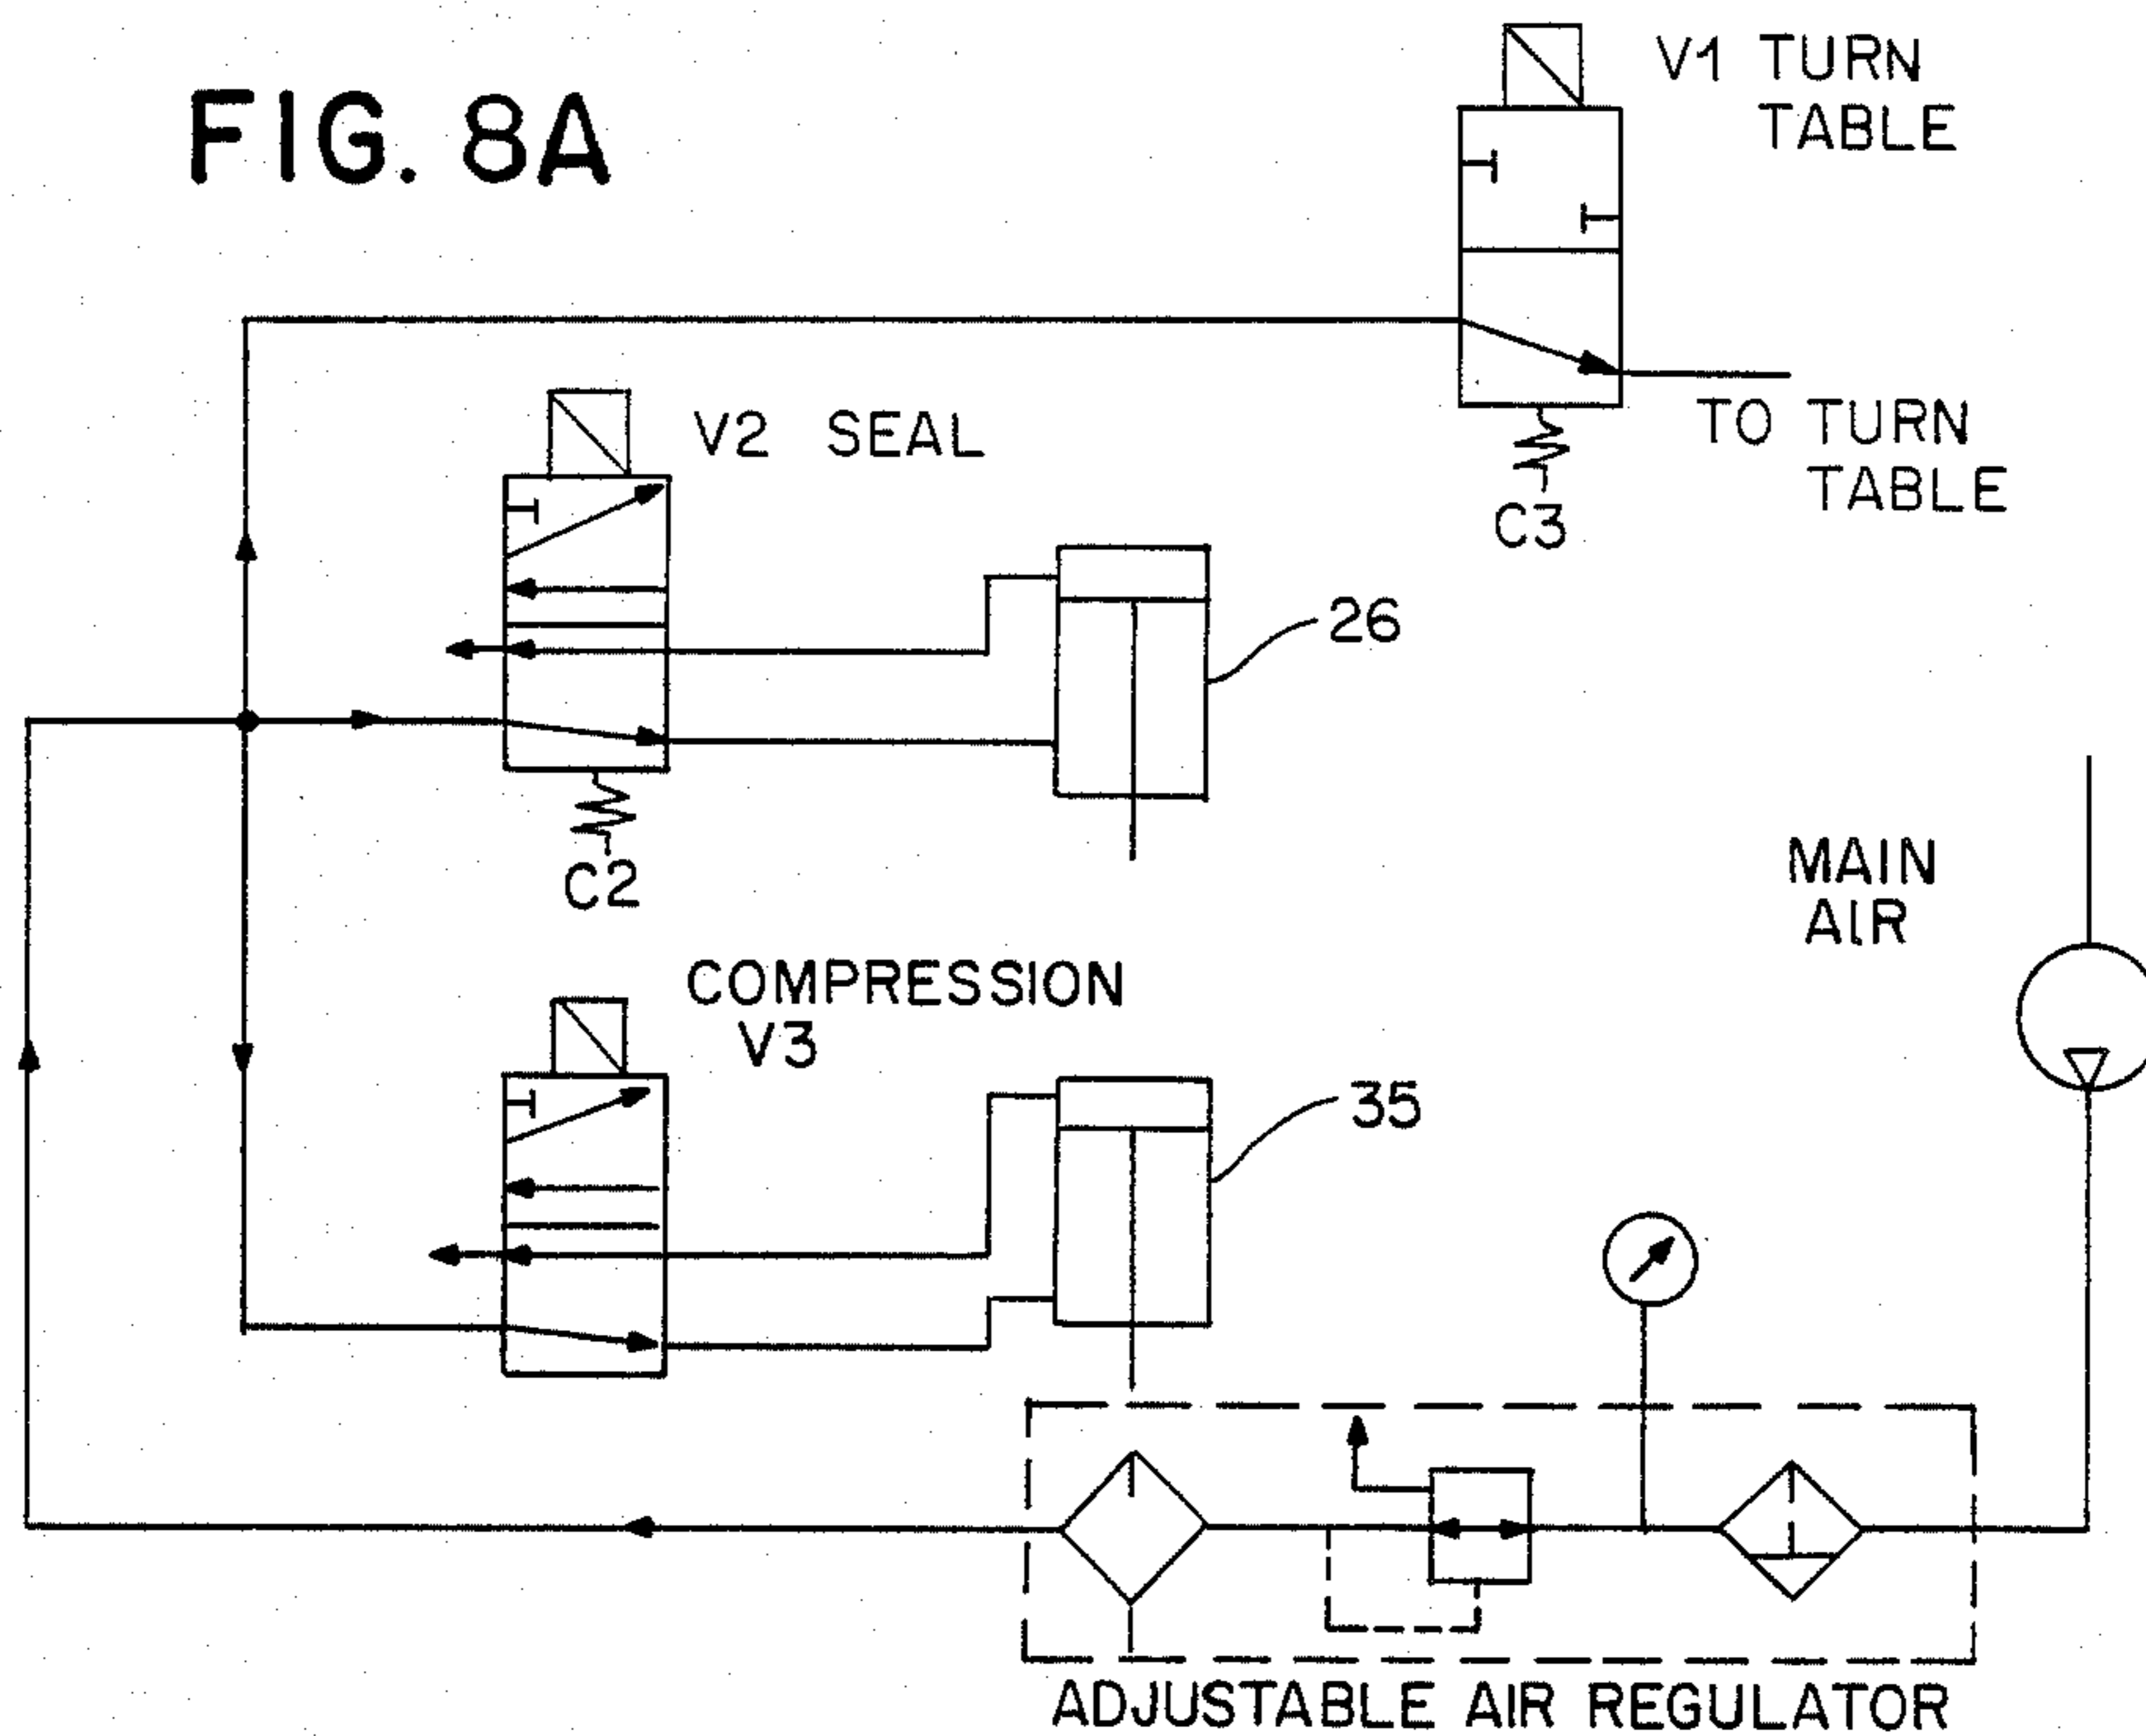 FIG. 8A
V1 TURN
TABLE
TO TURN
TABLE
C3
V2 SEAL
26
C2
MAIN
AIR
COMPRESSION
V3
35
ADJUSTABLE AIR REGULATOR